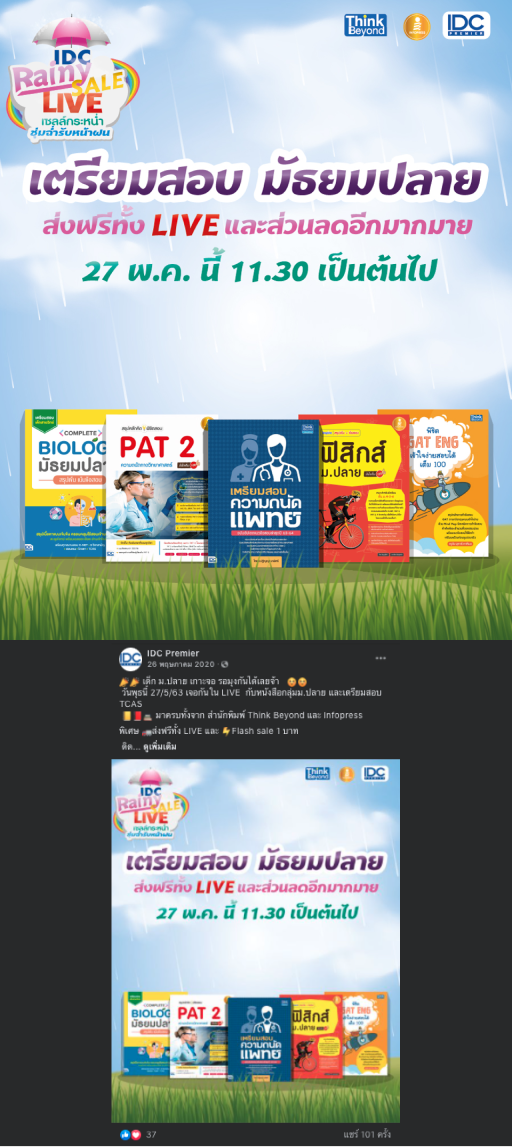 Think
Beyond
INFOPRESS
IDC
PREMIER
IDC
Rainy
SALE
LIVE
เซลล์กระหน่ำ
ชุ่มฉ่ำรับหน้าฝน
เตรียมสอบ มัธยมปลาย
ส่งฟรีทั้ง LIVE และส่วนลดอีกมากมาย
27 พ.ค. นี้ 11.30 เป็นต้นไป
COMPLETE
BIOLOG
มัธยมปลา
PAT 2
เตรียมสอบ
ความถนัด
แพทย์
ฟิสิกส์
ม.ปลาย
พิชิต
GAT ENG
เต็ม 100
IDC Premier
26 พฤษภาคม 2020
เด็ก ม.ปลาย เกาะจอ รอมุงกันได้เลยจ้า
วันพุธนี้ 27/5/63 เจอกันใน LIVE กับหนังสือกลุ่มม.ปลาย และเตรียมสอบ
TCAS
มาครบทั้งจาก สำนักพิมพ์ Think Beyond และ Infopress
พิเศษ ส่งฟรีทั้ง LIVE และ Flash sale 1 บาท
ติด... ดูเพิ่มเติม
Think
Beyond
IDC
PREMIER
IDC
Rainy
SALE
LIVE
เซลล์กระหน่ำ
ชุ่มฉ่ำรับหน้าฝน
เตรียมสอบ มัธยมปลาย
ส่งฟรีทั้ง LIVE และส่วนลดอีกมากมาย
27 พ.ค. นี้ 11.30 เป็นต้นไป
COMPLETE
BIOLOG
มัธยมปลา
PAT 2
เตรียมสอบ
ความถนัด
แพทย์
ฟิสิกส์
ม.ปลาย
พิชิต
GAT ENG
เต็ม 100
37
แชร์ 101 ครั้ง